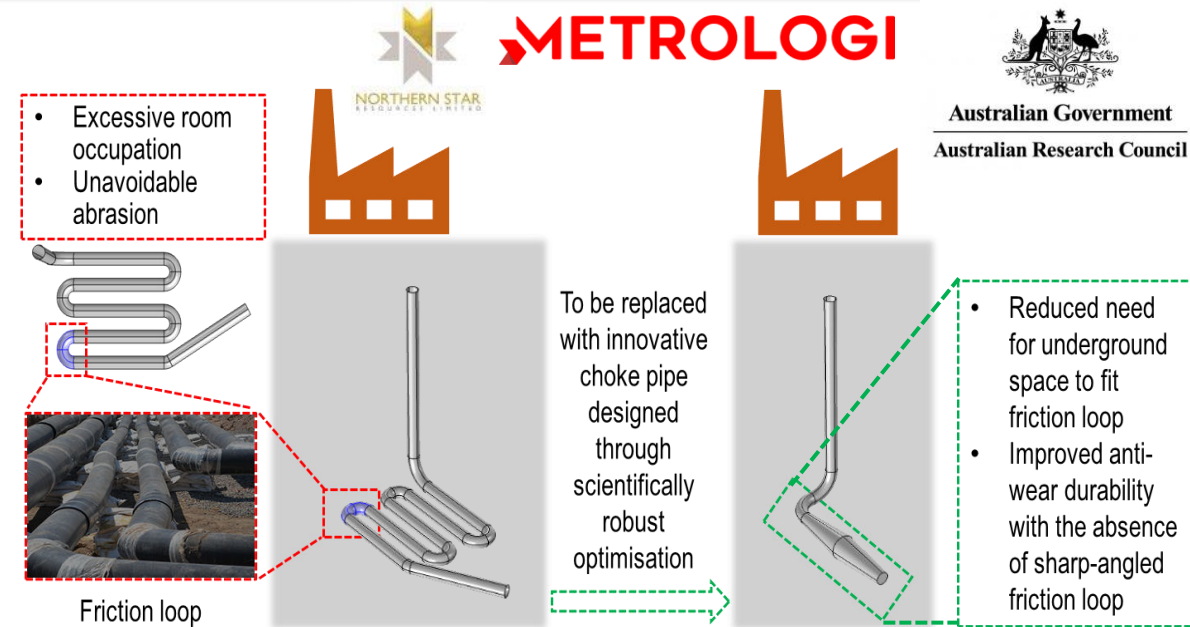 METROLOGI
NORTHERN STAR
RESOURCES LIMITED
AUSTRALIA
Australian Government
Australian Research Council
• Excessive room
occupation
• Unavoidable
abrasion
Friction loop
To be replaced
with innovative
choke pipe
designed
through
scientifically
robust
optimisation
• Reduced need
for underground
space to fit
friction loop
• Improved anti-
wear durability
with the absence
of sharp-angled
friction loop